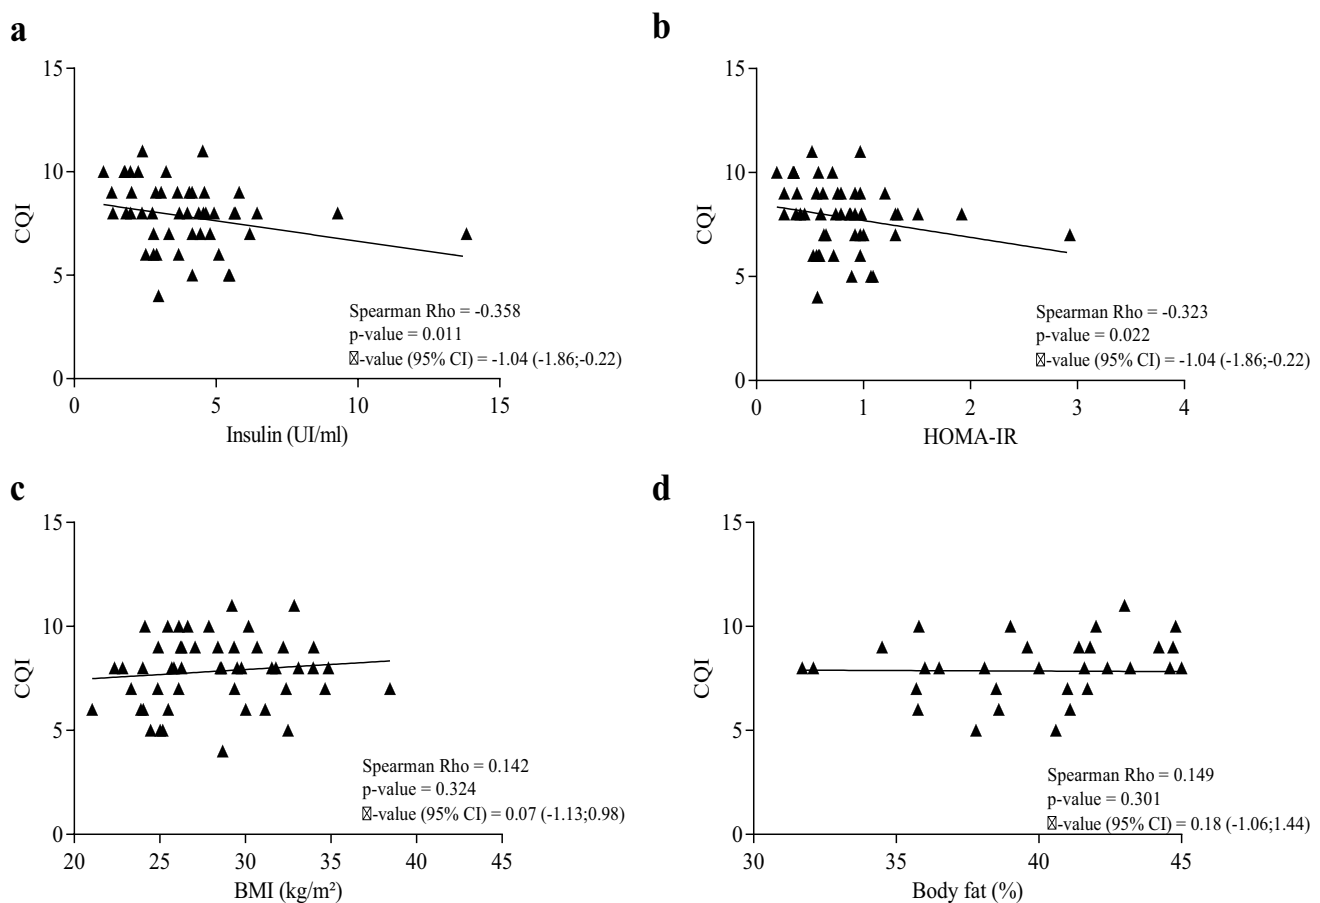 a
15
10
5
0
CQI
0 5 10 15
Insulin (UI/ml)
Spearman Rho = -0.358
p-value = 0.011
-value (95% CI) = -1.04 (-1.86;-0.22)
b
15
10
5
0
CQI
0 1 2 3 4
HOMA-IR
Spearman Rho = -0.323
p-value = 0.022
-value (95% CI) = -1.04 (-1.86;-0.22)
c
15
10
5
0
CQI
20 25 30 35 40 45
BMI (kg/m²)
Spearman Rho = 0.142
p-value = 0.324
-value (95% CI) = 0.07 (-1.13;0.98)
d
15
10
5
0
CQI
30 35 40 45
Body fat (%)
Spearman Rho = 0.149
p-value = 0.301
-value (95% CI) = 0.18 (-1.06;1.44)